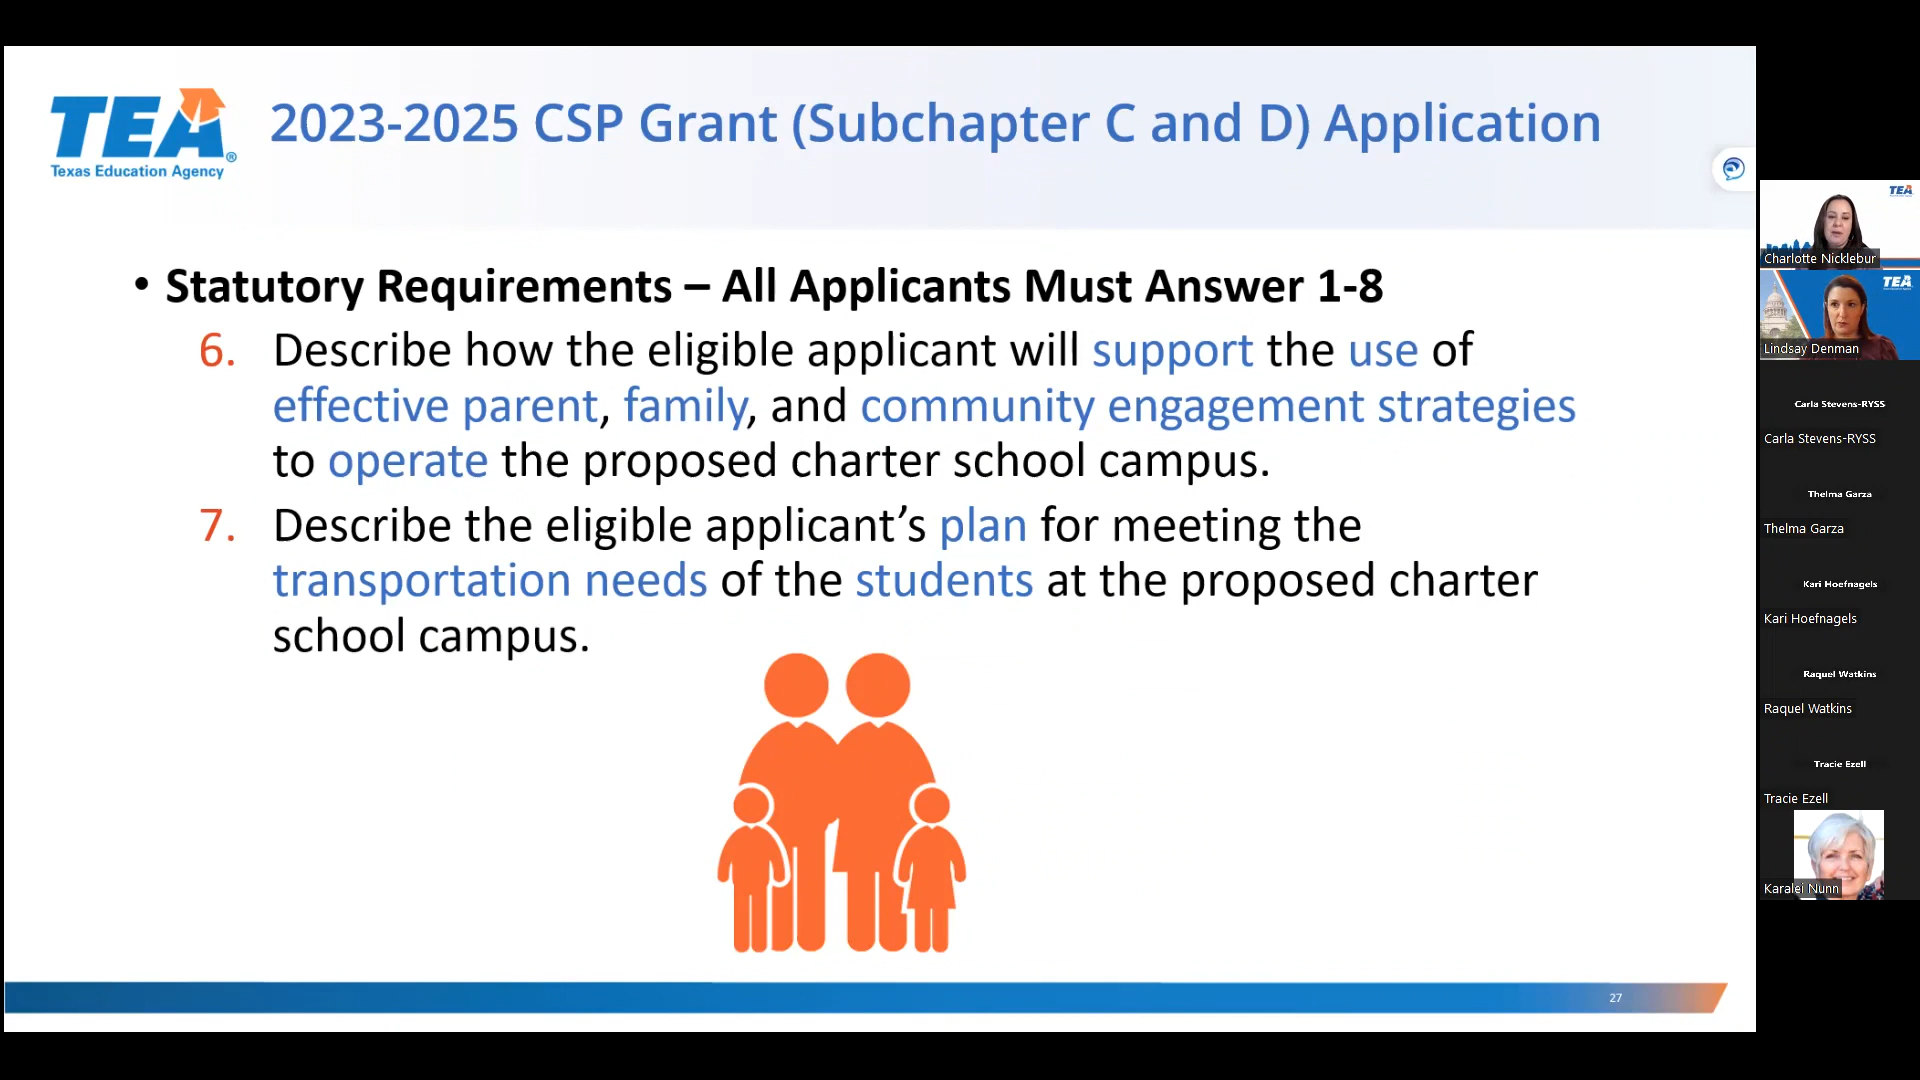 TEA®
Texas Education Agency
2023-2025 CSP Grant (Subchapter C and D) Application
• Statutory Requirements – All Applicants Must Answer 1-8
6. Describe how the eligible applicant will support the use of
effective parent, family, and community engagement strategies
to operate the proposed charter school campus.
7. Describe the eligible applicant’s plan for meeting the
transportation needs of the students at the proposed charter
school campus.
27
TEA
Charlotte Nicklebur
TEA
Lindsay Denman
Carla Stevens-RYSS
Carla Stevens-RYSS
Thelma Garza
Thelma Garza
Kari Hoefnagels
Kari Hoefnagels
Raquel Watkins
Raquel Watkins
Tracie Ezell
Tracie Ezell
Karalei Nunn